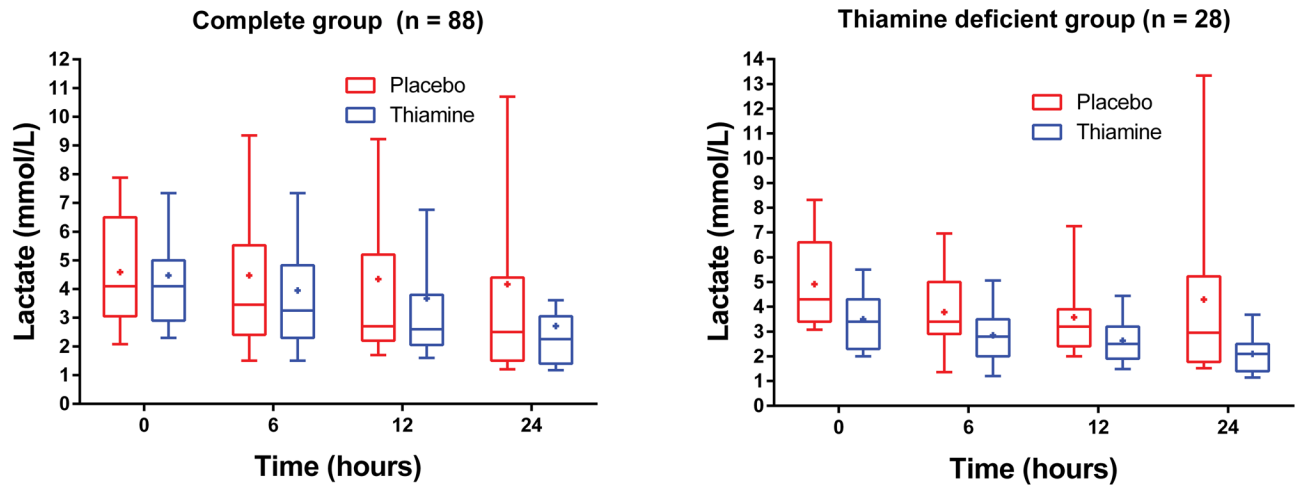 Complete group (n = 88)
Lactate (mmol/L)
12
11
10
9
8
7
6
5
4
3
2
1
0
Placebo
Thiamine
0 6 12 24
Time (hours)
Thiamine deficient group (n = 28)
Lactate (mmol/L)
14
13
12
11
10
9
8
7
6
5
4
3
2
1
0
Placebo
Thiamine
0 6 12 24
Time (hours)